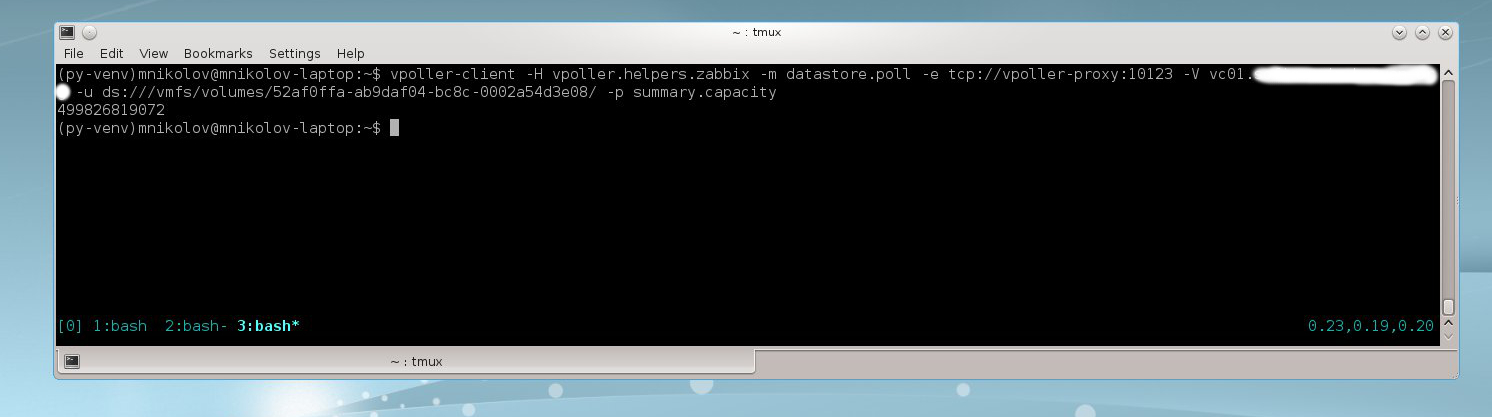 ~ : tmux
File Edit View Bookmarks Settings Help
(py-venv)mnikolov@mnikolov-laptop:~$ vpoller-client -H vpoller.helpers.zabbix -m datastore.poll -e tcp://vpoller-proxy:10123 -V vc01.
-u ds:///vmfs/volumes/52af0ffa-ab9daf04-bc8c-0002a54d3e08/ -p summary.capacity
499826819072
(py-venv)mnikolov@mnikolov-laptop:~$
[0] 1:bash 2:bash- 3:bash* 0.23,0.19,0.20
~ : tmux